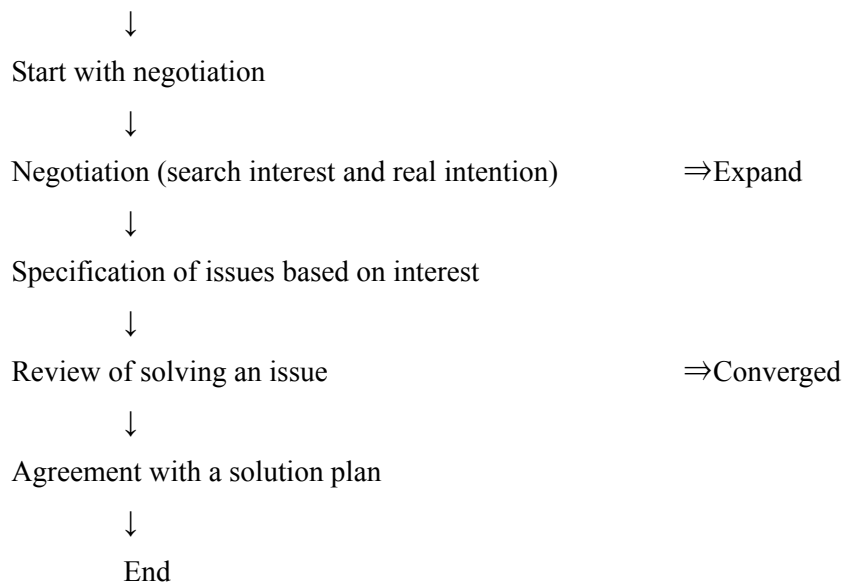 ↓
Start with negotiation
↓
Negotiation (search interest and real intention) ⇒Expand
↓
Specification of issues based on interest
↓
Review of solving an issue ⇒Converged
↓
Agreement with a solution plan
↓
End